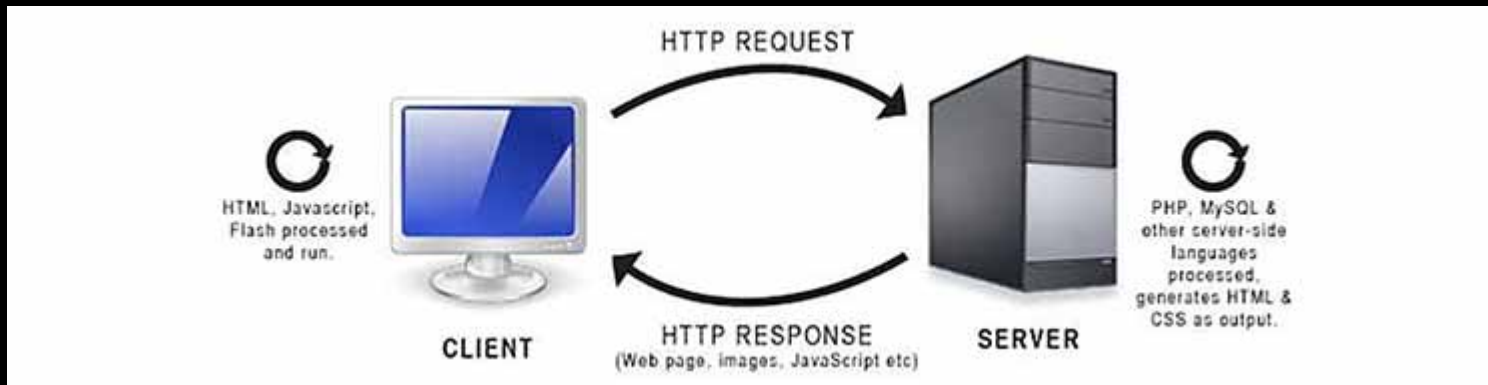 HTTP REQUEST
HTML, Javascript,
Flash processed
and run.
PHP, MySQL &
other server-side
languages
processed,
generates HTML &
CSS as output.
CLIENT
HTTP RESPONSE
(Web page, images, JavaScript etc)
SERVER